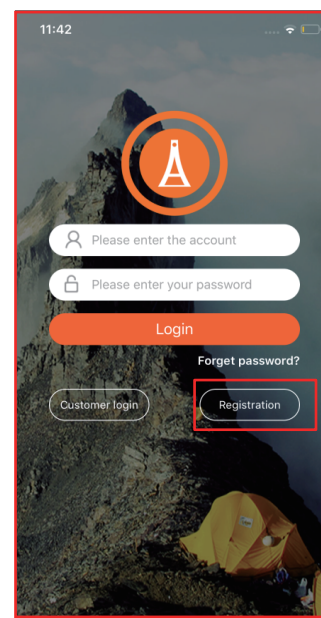 11:42
Please enter the account
Please enter your password
Login
Forget password?
Customer login
Registration